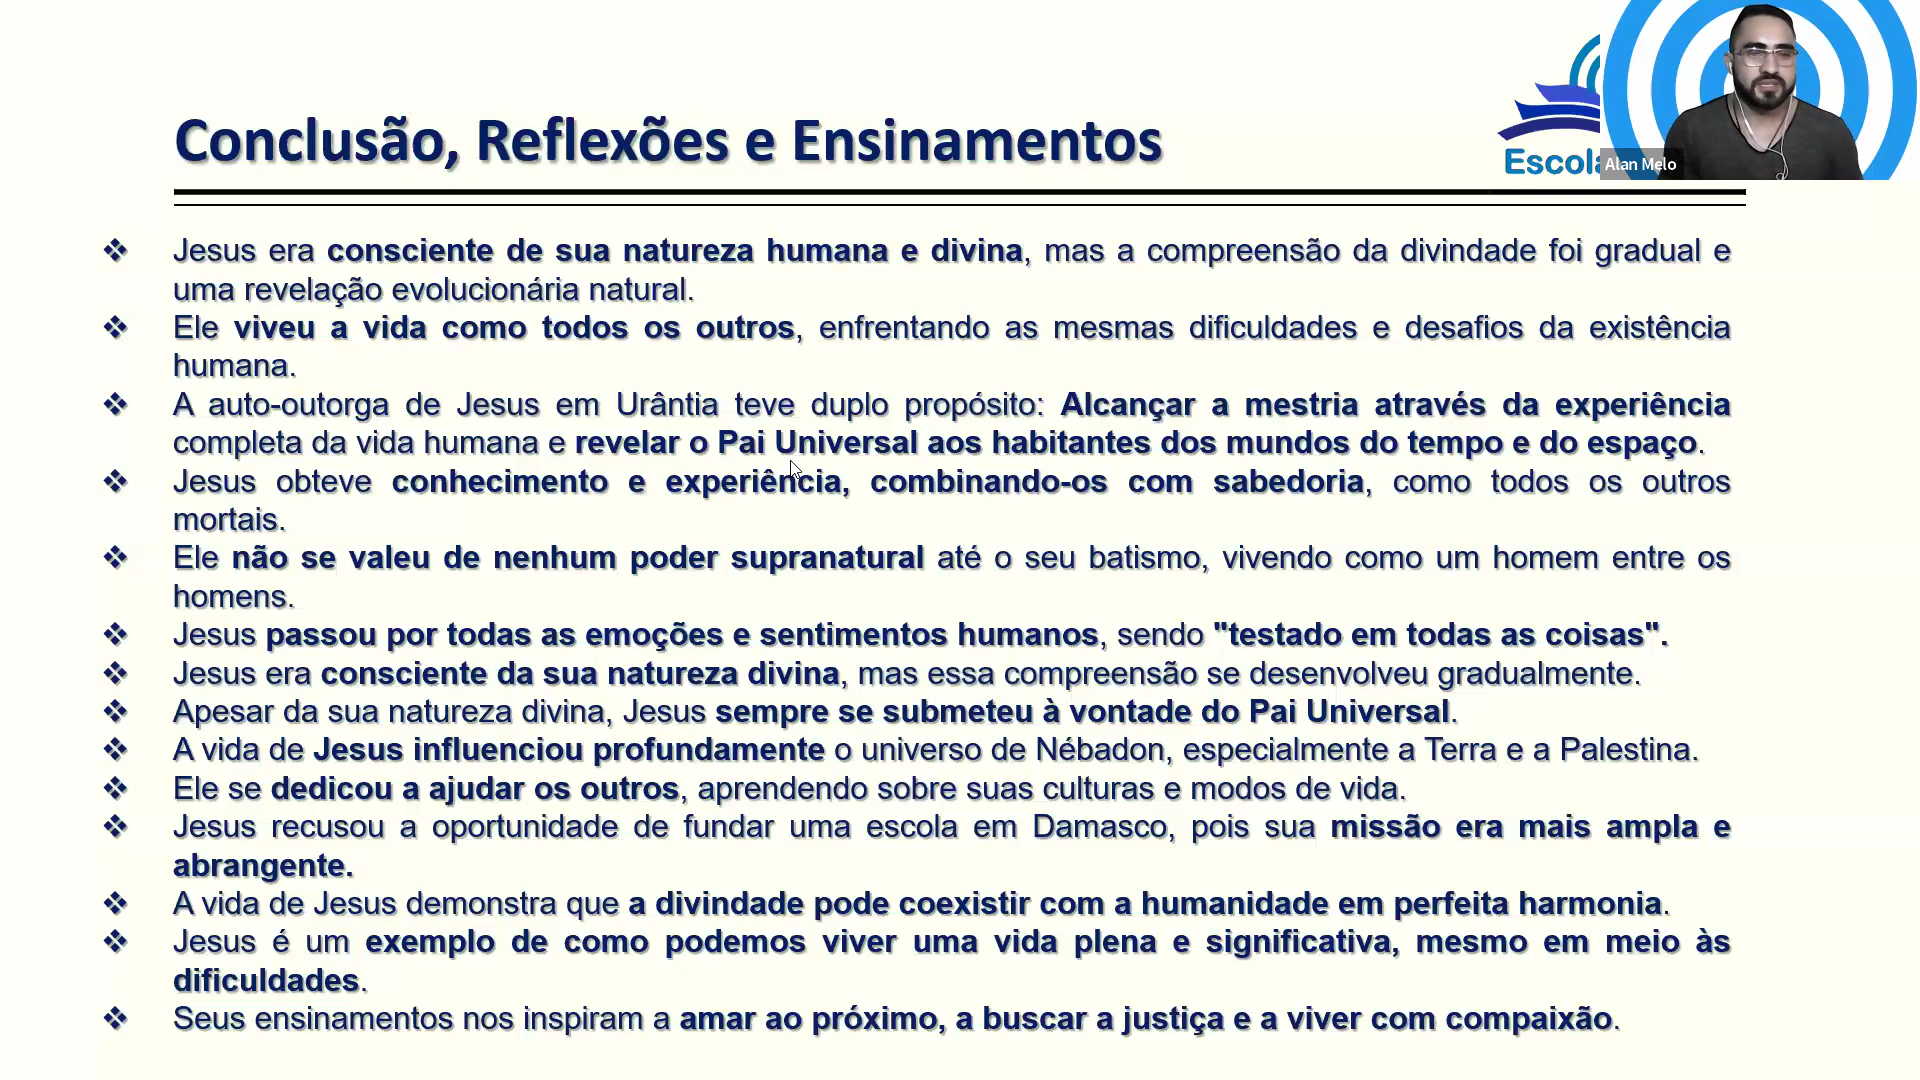 Conclusão, Reflexões e Ensinamentos
Escola
Alan Melo
❖ Jesus era consciente de sua natureza humana e divina, mas a compreensão da divindade foi gradual e
uma revelação evolucionária natural.
❖ Ele viveu a vida como todos os outros, enfrentando as mesmas dificuldades e desafios da existência
humana.
❖ A auto-outorga de Jesus em Urântia teve duplo propósito: Alcançar a mestria através da experiência
completa da vida humana e revelar o Pai Universal aos habitantes dos mundos do tempo e do espaço.
❖ Jesus obteve conhecimento e experiência, combinando-os com sabedoria, como todos os outros
mortais.
❖ Ele não se valeu de nenhum poder supranatural até o seu batismo, vivendo como um homem entre os
homens.
❖ Jesus passou por todas as emoções e sentimentos humanos, sendo "testado em todas as coisas".
❖ Jesus era consciente da sua natureza divina, mas essa compreensão se desenvolveu gradualmente.
❖ Apesar da sua natureza divina, Jesus sempre se submeteu à vontade do Pai Universal.
❖ A vida de Jesus influenciou profundamente o universo de Nébadon, especialmente a Terra e a Palestina.
❖ Ele se dedicou a ajudar os outros, aprendendo sobre suas culturas e modos de vida.
❖ Jesus recusou a oportunidade de fundar uma escola em Damasco, pois sua missão era mais ampla e
abrangente.
❖ A vida de Jesus demonstra que a divindade pode coexistir com a humanidade em perfeita harmonia.
❖ Jesus é um exemplo de como podemos viver uma vida plena e significativa, mesmo em meio às
dificuldades.
❖ Seus ensinamentos nos inspiram a amar ao próximo, a buscar a justiça e a viver com compaixão.